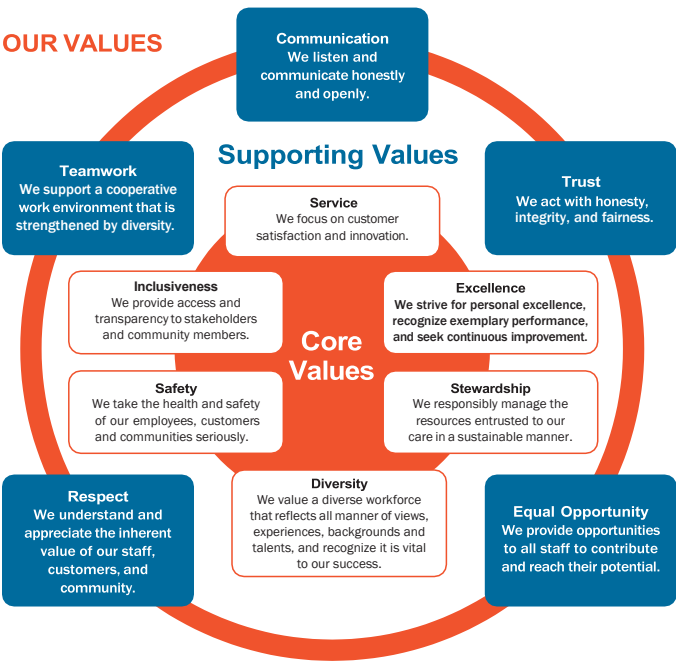 OUR VALUES
Communication
We listen and
communicate honestly
and openly.
Supporting Values
Teamwork
We support a cooperative
work environment that is
strengthened by diversity.
Trust
We act with honesty,
integrity, and fairness.
Service
We focus on customer
satisfaction and innovation.
Inclusiveness
We provide access and
transparency to stakeholders
and community members.
Excellence
We strive for personal excellence,
recognize exemplary performance,
and seek continuous improvement.
Core
Values
Safety
We take the health and safety
of our employees, customers
and communities seriously.
Stewardship
We responsibly manage the
resources entrusted to our
care in a sustainable manner.
Diversity
We value a diverse workforce
that reflects all manner of views,
experiences, backgrounds and
talents, and recognize it is vital
to our success.
Respect
We understand and
appreciate the inherent
value of our staff,
customers, and
community.
Equal Opportunity
We provide opportunities
to all staff to contribute
and reach their potential.